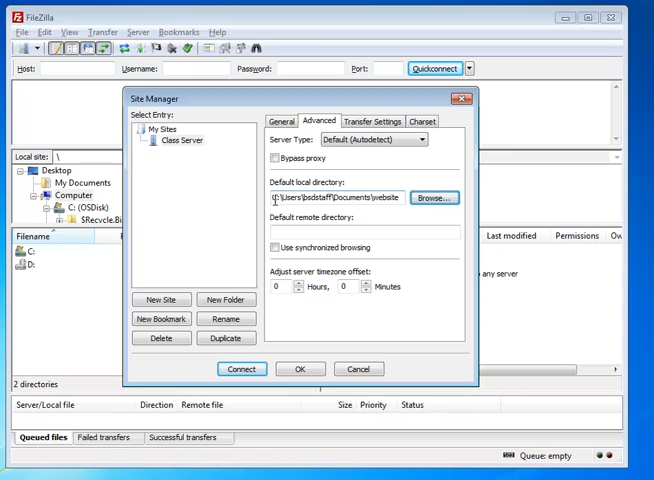 FileZilla
File Edit View Transfer Server Bookmarks Help
Host: Username: Password: Port: Quickconnect
Site Manager
Select Entry:
My Sites
Class Server
New Site New Folder
New Bookmark Rename
Delete Duplicate
General Advanced Transfer Settings Charset
Server Type: Default (Autodetect)
Bypass proxy
Default local directory:
C:\Users\bsdstaff\Documents\website Browse...
Default remote directory:
Use synchronized browsing
Adjust server timezone offset:
0 Hours, 0 Minutes
Connect OK Cancel
Local site: \
Desktop
My Documents
Computer
C: (OSDisk)
Filename
C:
D:
2 directories
Last modified Permissions
any server
Server/Local file Direction Remote file Size Priority Status
Queued files Failed transfers Successful transfers
Queue: empty